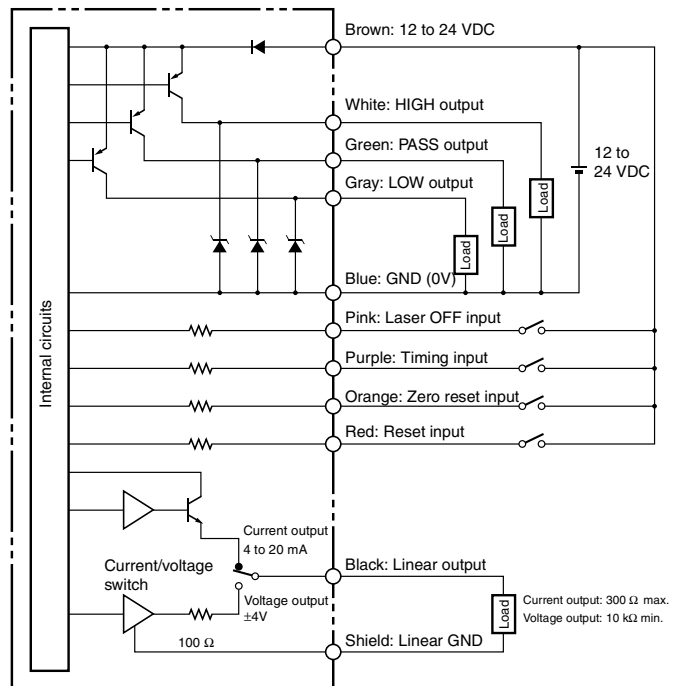 Brown: 12 to 24 VDC
White: HIGH output
Green: PASS output
Gray: LOW output
12 to
24 VDC
Load
Load
Load
Blue: GND (0V)
Internal circuits
Pink: Laser OFF input
Purple: Timing input
Orange: Zero reset input
Red: Reset input
Current output
4 to 20 mA
Current/voltage
switch
Black: Linear output
Voltage output
±4V
Load
Current output: 300 Ω max.
Voltage output: 10 kΩ min.
100 Ω
Shield: Linear GND